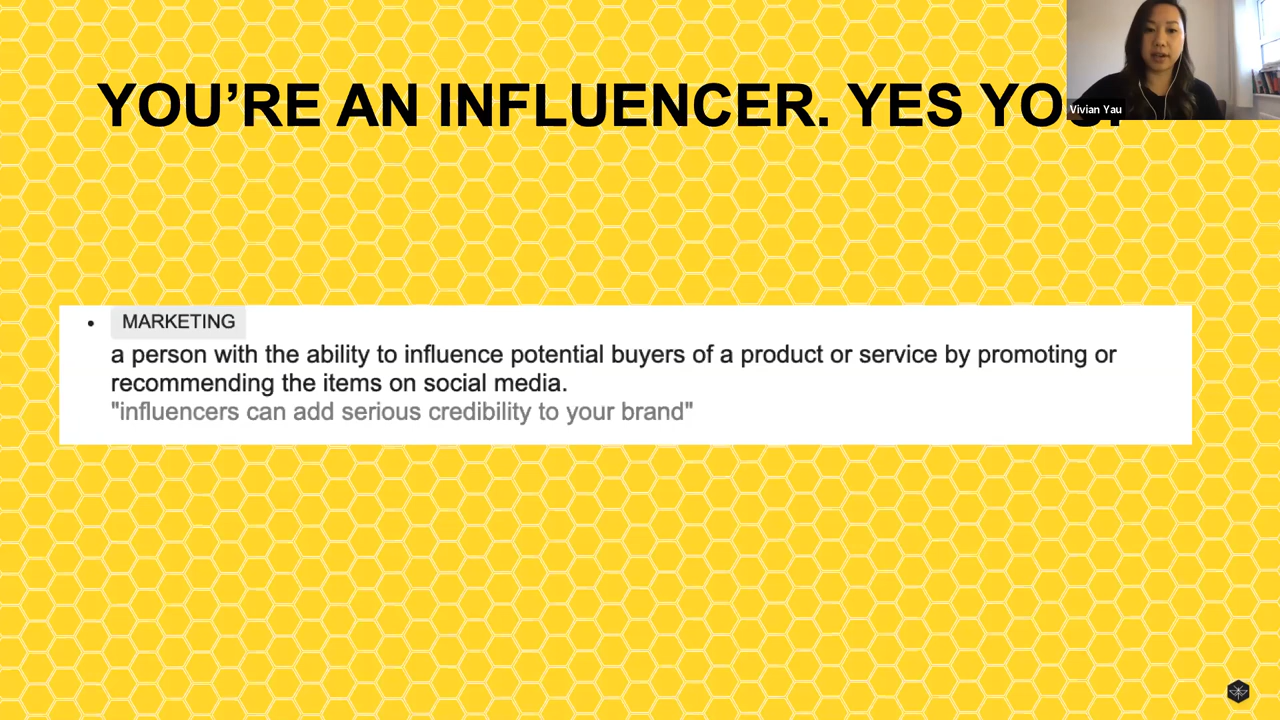 YOU’RE AN INFLUENCER. YES
Vivian Yau
• MARKETING
a person with the ability to influence potential buyers of a product or service by promoting or
recommending the items on social media.
"influencers can add serious credibility to your brand"